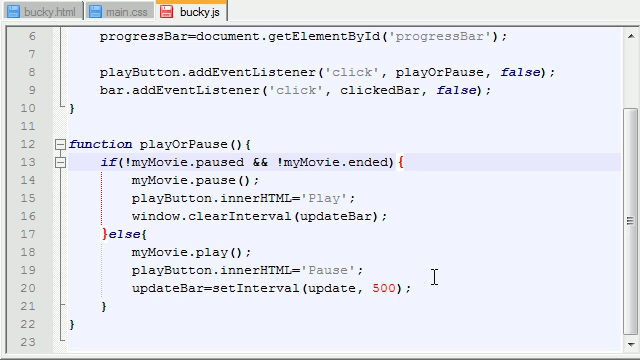 bucky.html main.css bucky.js
6 progressBar=document.getElementById('progressBar');
7
8 playButton.addEventListener('click', playOrPause, false);
9 bar.addEventListener('click', clickedBar, false);
10 }
11
12 function playOrPause(){
13 if(!myMovie.paused && !myMovie.ended){
14 myMovie.pause();
15 playButton.innerHTML='Play';
16 window.clearInterval(updateBar);
17 }else{
18 myMovie.play();
19 playButton.innerHTML='Pause';
20 updateBar=setInterval(update, 500);
21 }
22 }
23